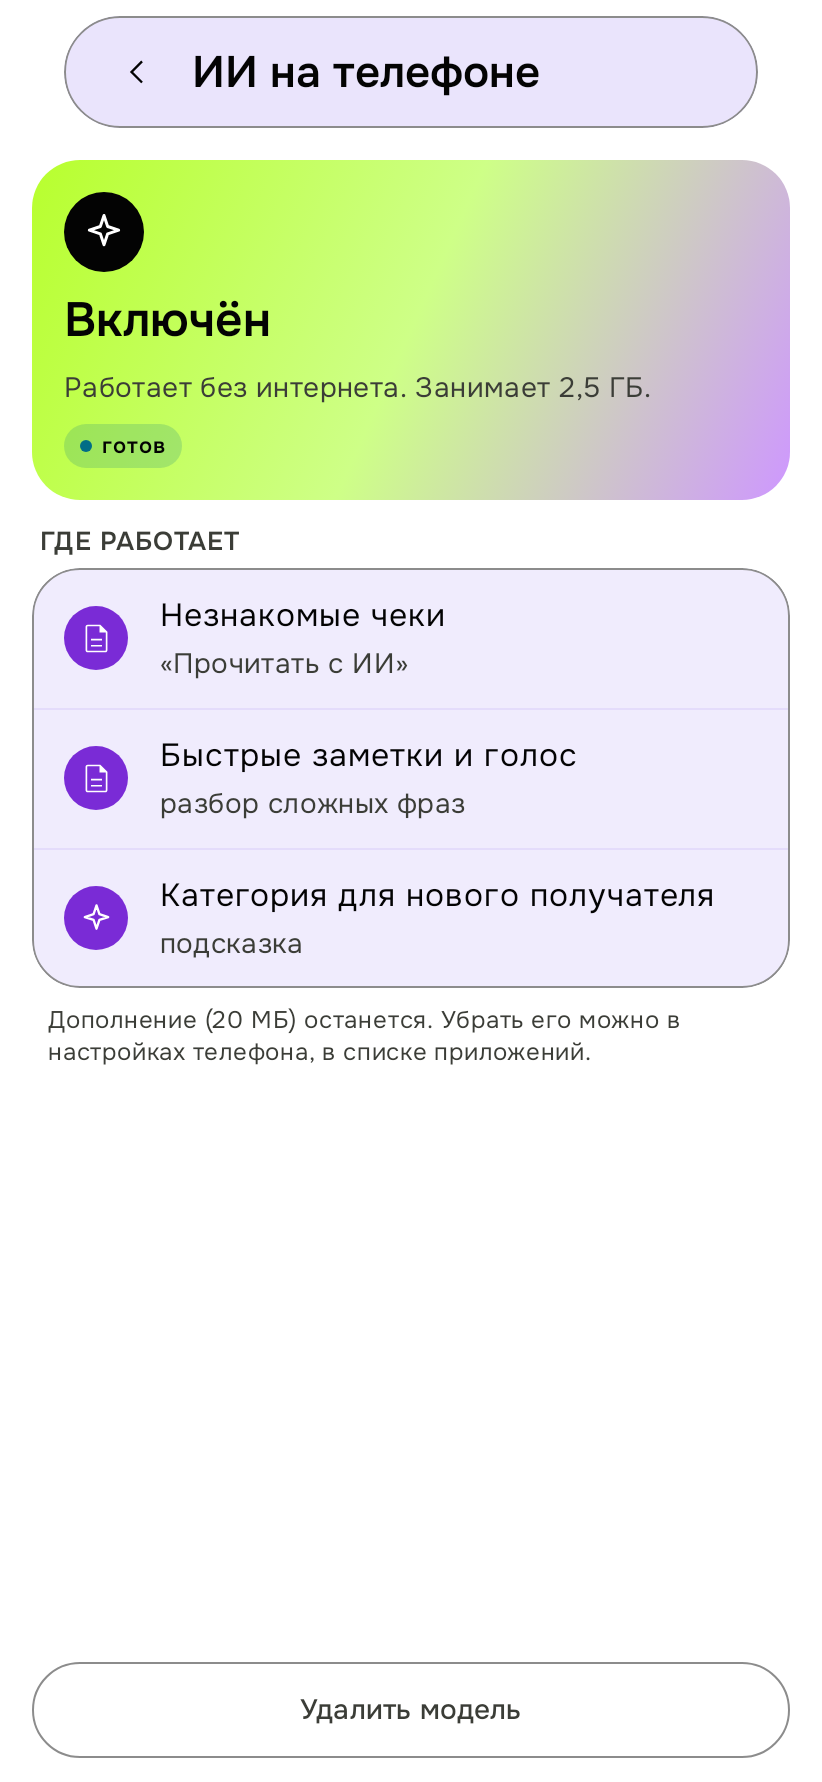 ИИ на телефоне
Включён
Работает без интернета. Занимает 2,5 ГБ.
готов
ГДЕ РАБОТАЕТ
Незнакомые чеки
«Прочитать с ИИ»
Быстрые заметки и голос
разбор сложных фраз
Категория для нового получателя
подсказка
Дополнение (20 МБ) останется. Убрать его можно в
настройках телефона, в списке приложений.
Удалить модель